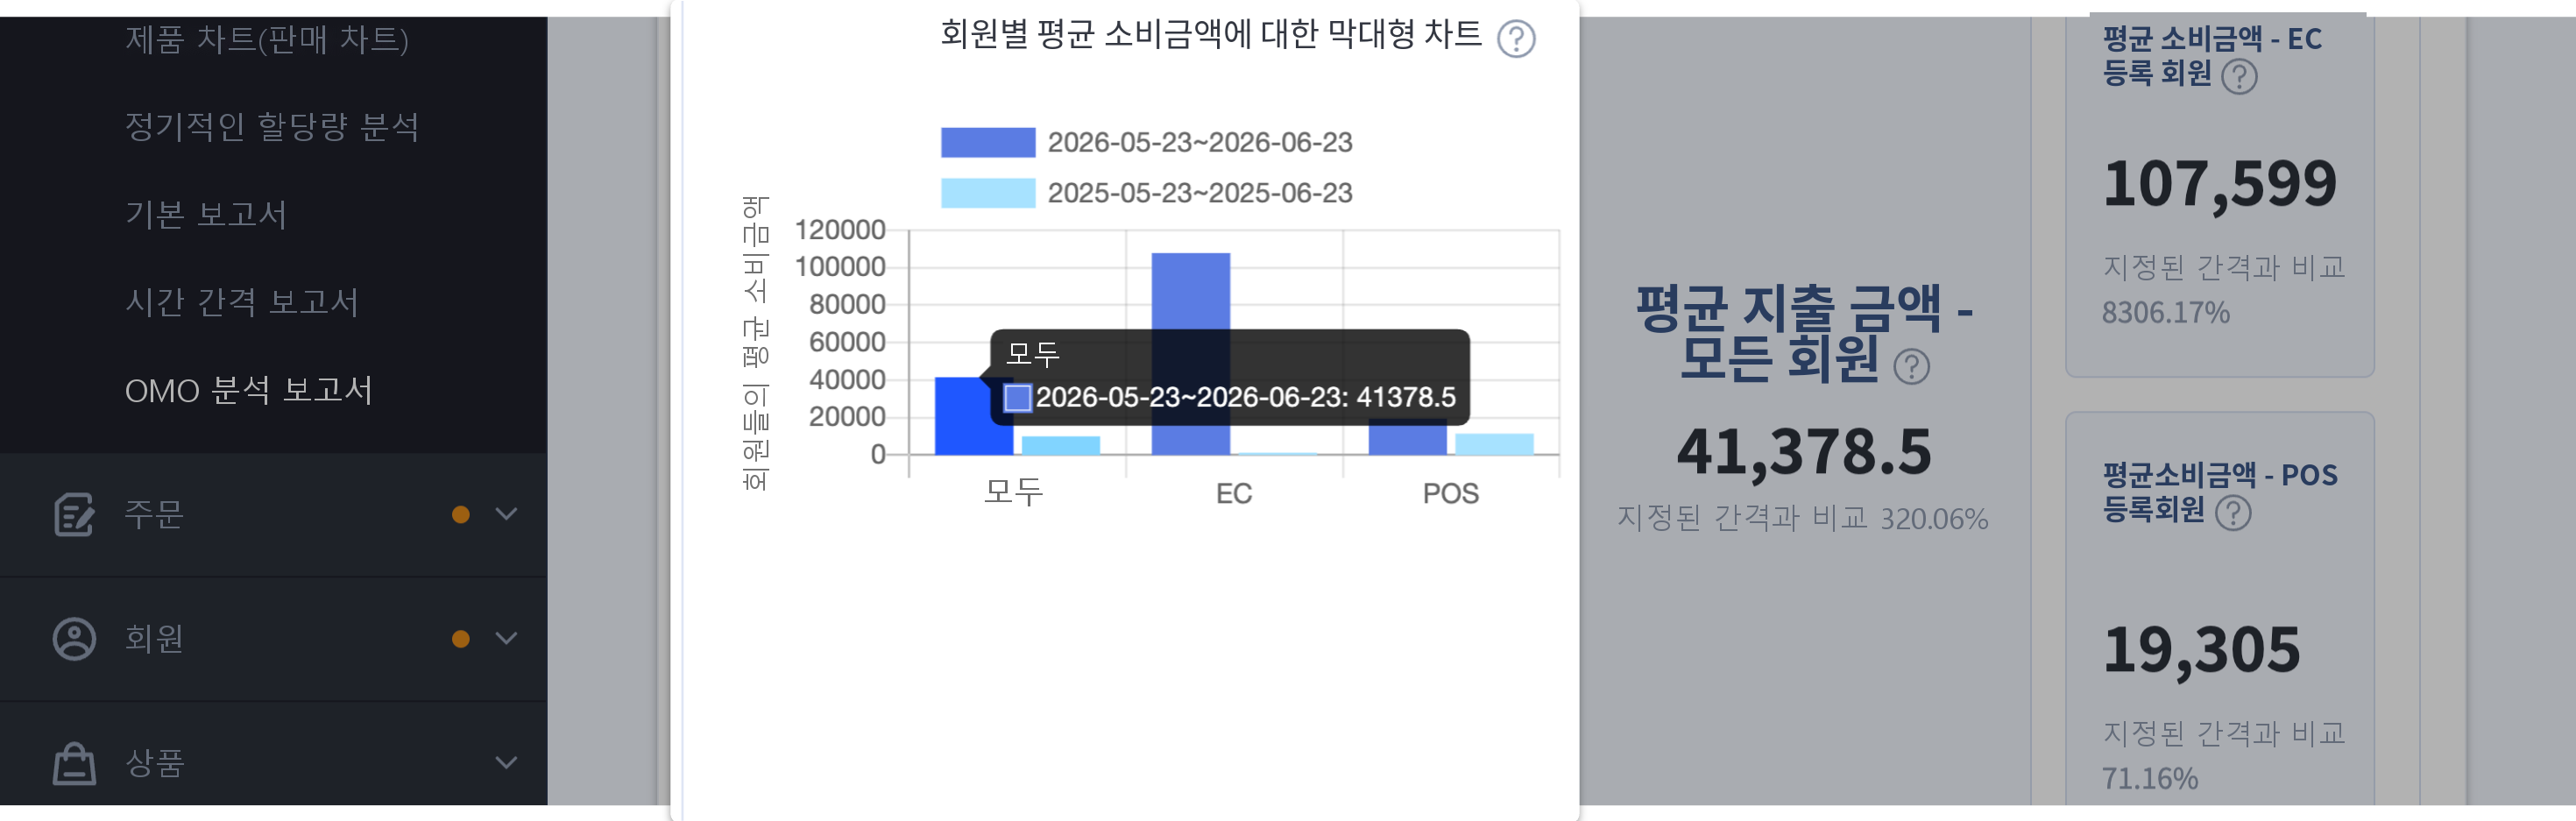 제품 차트(판매 차트)
정기적인 할당량 분석
기본 보고서
시간 간격 보고서
OMO 분석 보고서
주문
회원
상품
회원별 평균 소비금액에 대한 막대형 차트
2026-05-23~2026-06-23
2025-05-23~2025-06-23
회원들의 평균 소비금액
120000
100000
80000
60000
40000
20000
0
모두
2026-05-23~2026-06-23: 41378.5
모두
EC
POS
평균 지출 금액 -
모든 회원
41,378.5
지정된 간격과 비교 320.06%
평균 소비금액 - EC
등록 회원
107,599
지정된 간격과 비교
8306.17%
평균소비금액 - POS
등록회원
19,305
지정된 간격과 비교
71.16%